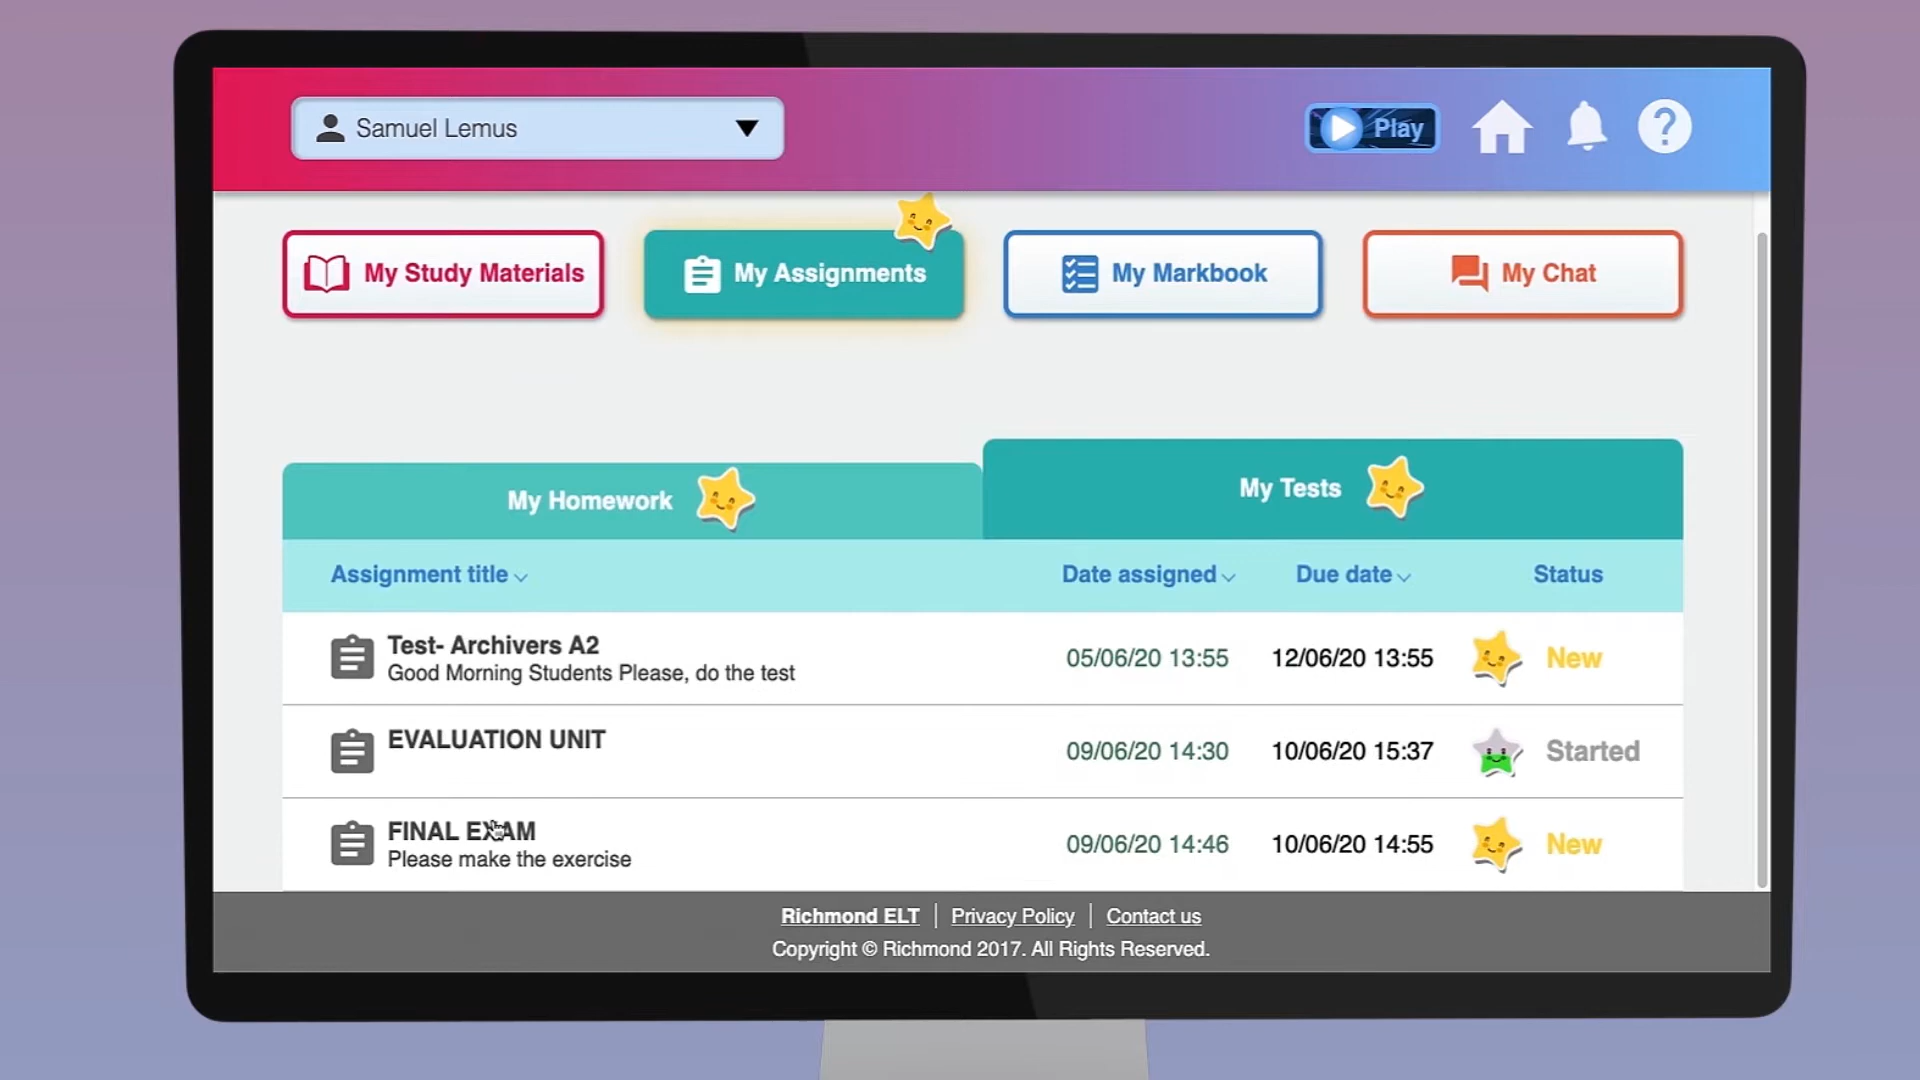 Samuel Lemus
Play
?
My Study Materials
My Assignments
My Markbook
My Chat
My Homework
My Tests
Assignment title
Date assigned
Due date
Status
Test- Archivers A2
Good Morning Students Please, do the test
05/06/20 13:55
12/06/20 13:55
New
EVALUATION UNIT
09/06/20 14:30
10/06/20 15:37
Started
FINAL EXAM
Please make the exercise
09/06/20 14:46
10/06/20 14:55
New
Richmond ELT | Privacy Policy | Contact us
Copyright © Richmond 2017. All Rights Reserved.